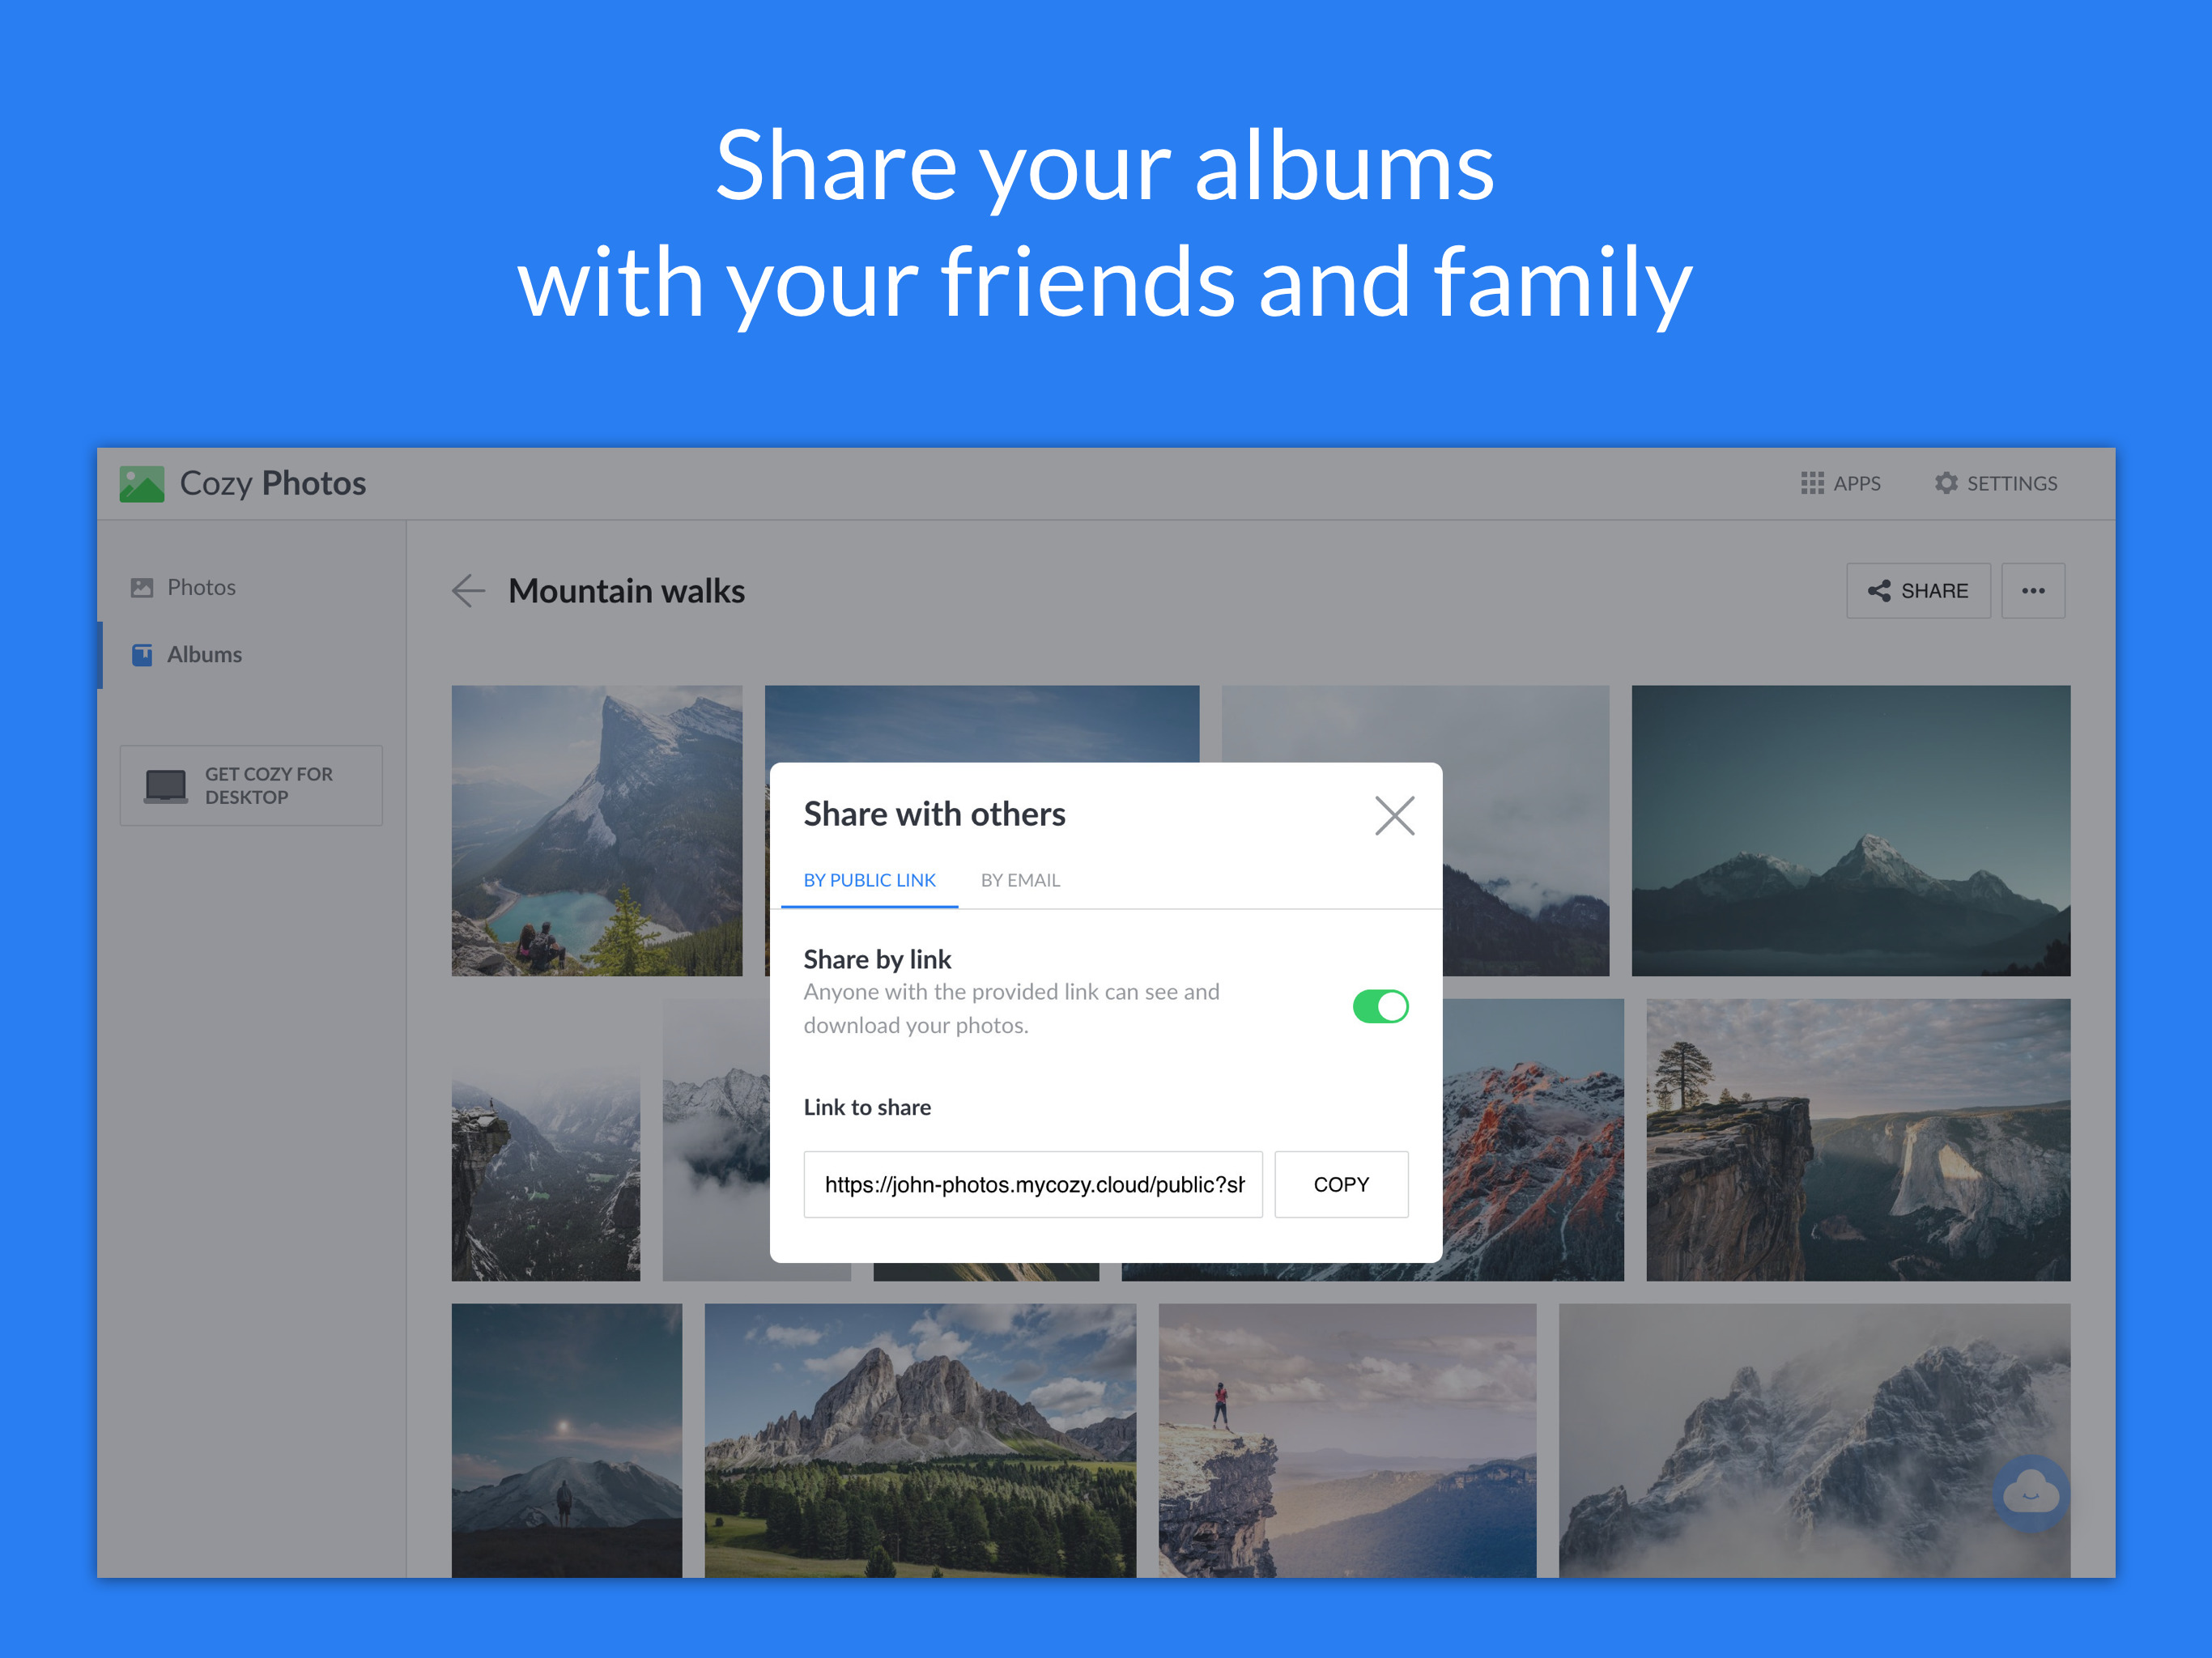 Share your albums
with your friends and family
Cozy Photos
APPS
SETTINGS
Photos
Albums
GET COZY FOR
DESKTOP
Mountain walks
SHARE
Share with others
BY PUBLIC LINK
BY EMAIL
Share by link
Anyone with the provided link can see and
download your photos.
Link to share
https://john-photos.mycozy.cloud/public?sh
COPY